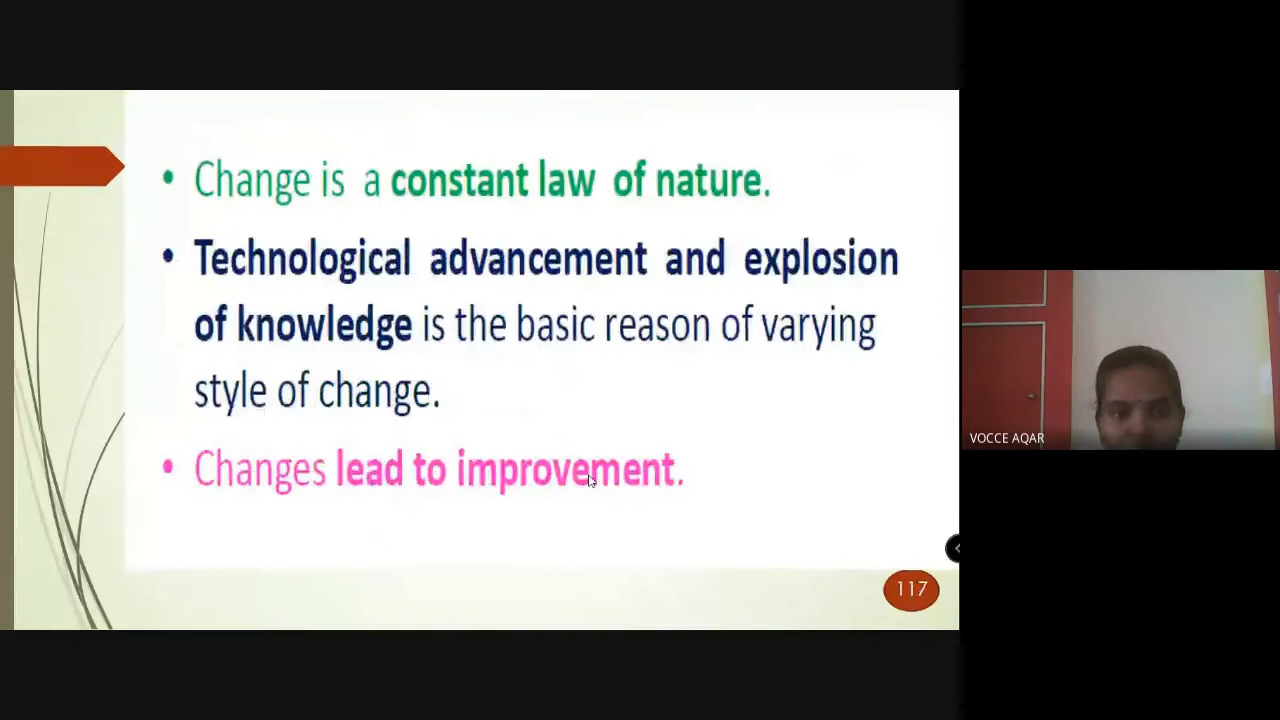 • Change is a constant law of nature.
• Technological advancement and explosion
of knowledge is the basic reason of varying
style of change.
• Changes lead to improvement.
117
VOCCE AQAR